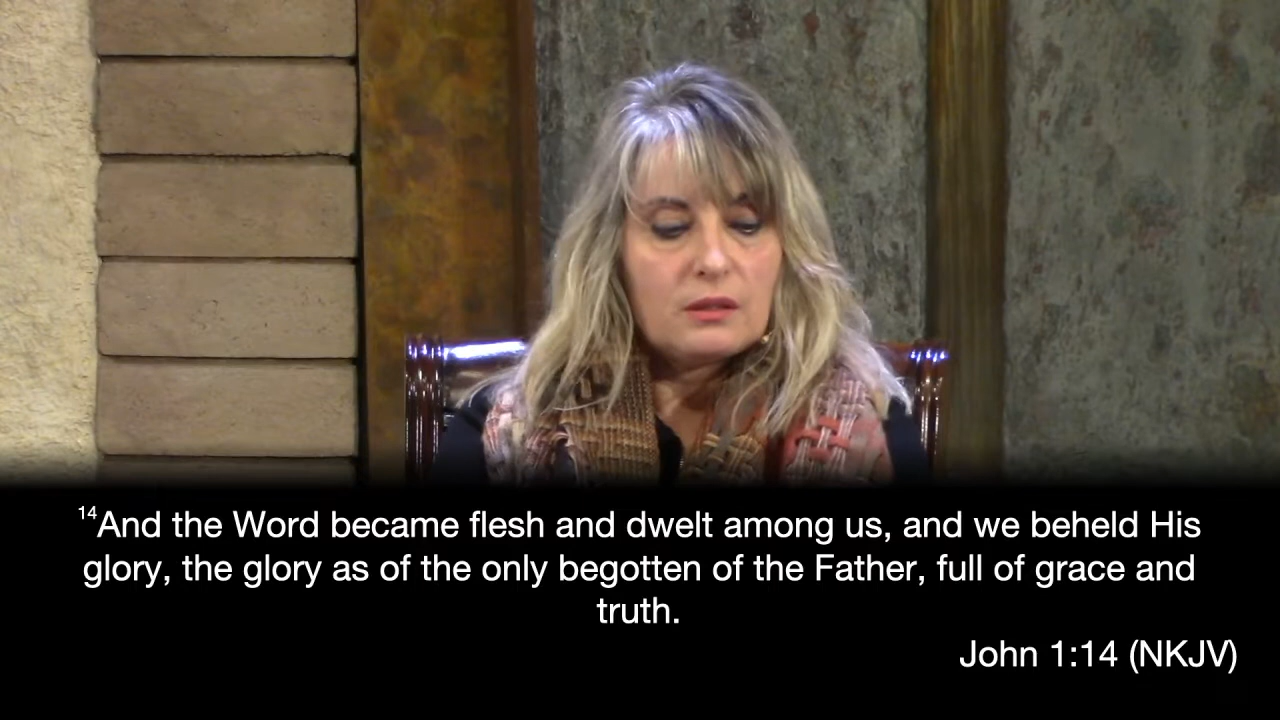 14And the Word became flesh and dwelt among us, and we beheld His
glory, the glory as of the only begotten of the Father, full of grace and
truth.
John 1:14 (NKJV)